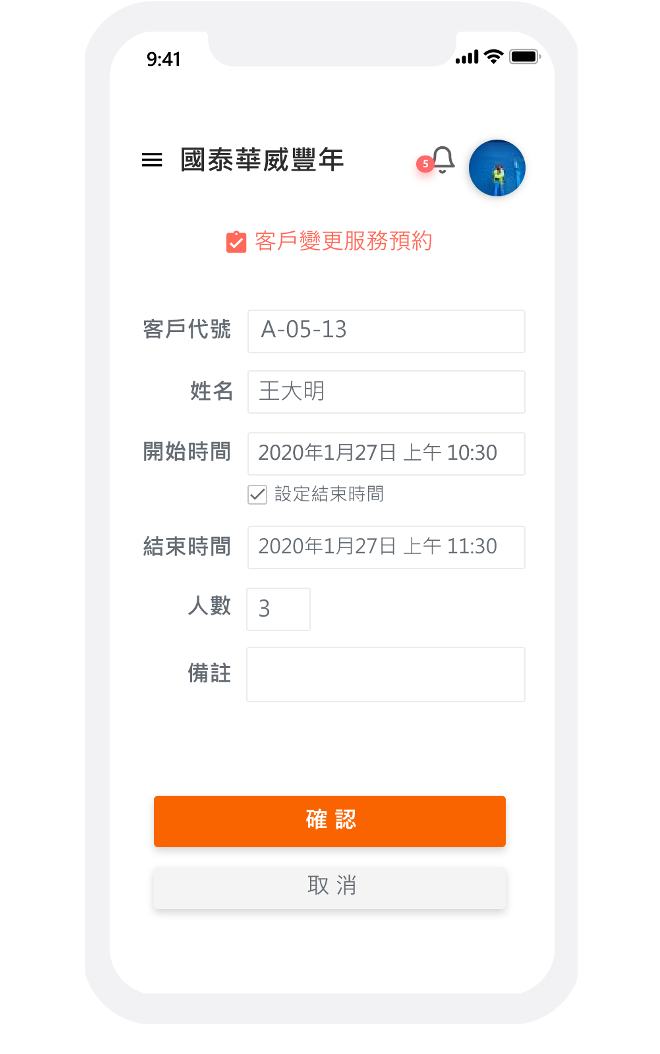 9:41
國泰華威豐年
5
客戶變更服務預約
客戶代號 A-05-13
姓名 王大明
開始時間 2020年1月27日 上午 10:30
設定結束時間
結束時間 2020年1月27日 上午 11:30
人數 3
備註
確認
取消